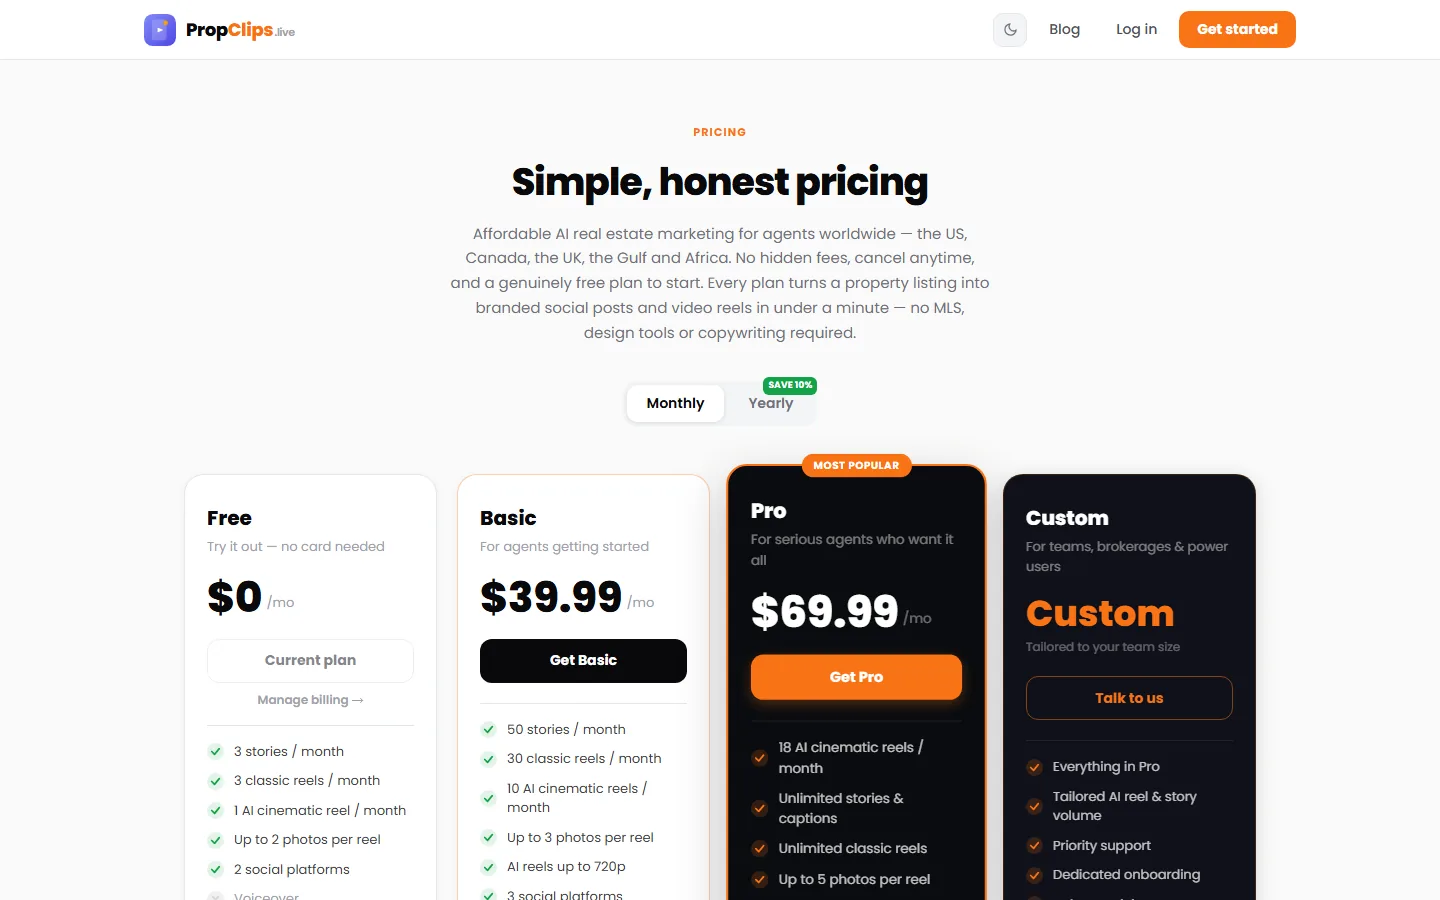 PropClips.live
Blog
Log in
Get started
PRICING
Simple, honest pricing
Affordable AI real estate marketing for agents worldwide — the US,
Canada, the UK, the Gulf and Africa. No hidden fees, cancel anytime,
and a genuinely free plan to start. Every plan turns a property listing into
branded social posts and video reels in under a minute — no MLS,
design tools or copywriting required.
Monthly
Yearly
SAVE 10%
Free
Try it out — no card needed
$0 /mo
Current plan
Manage billing →
3 stories / month
3 classic reels / month
1 AI cinematic reel / month
Up to 2 photos per reel
2 social platforms
Voiceover
Basic
For agents getting started
$39.99 /mo
Get Basic
50 stories / month
30 classic reels / month
10 AI cinematic reels /
month
Up to 3 photos per reel
AI reels up to 720p
3 social platforms
MOST POPULAR
Pro
For serious agents who want it
all
$69.99 /mo
Get Pro
18 AI cinematic reels /
month
Unlimited stories &
captions
Unlimited classic reels
Up to 5 photos per reel
Custom
For teams, brokerages & power
users
Custom
Tailored to your team size
Talk to us
Everything in Pro
Tailored AI reel & story
volume
Priority support
Dedicated onboarding